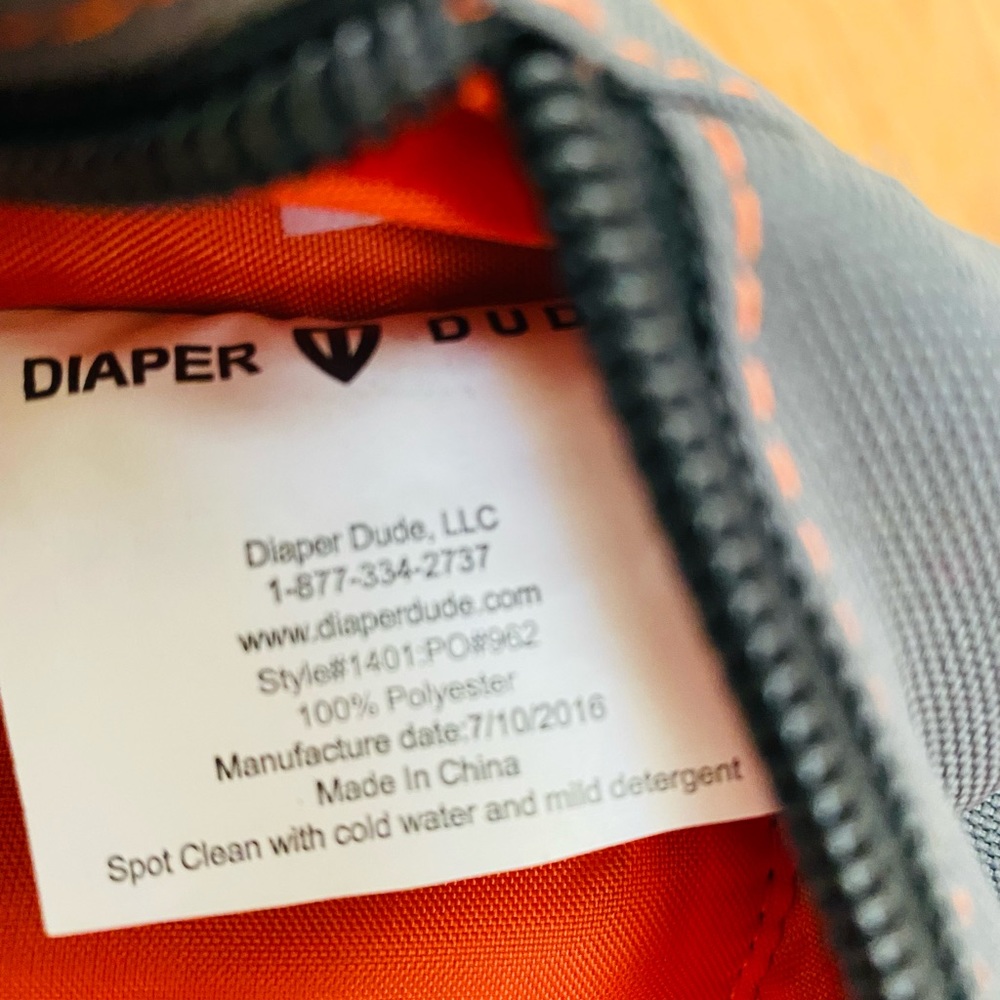 DIAPER DUD
Diaper Dude, LLC
1-877-334-2737
www.diaperdude.com
Style#1401:PO#962
100% Polyester
Manufacture date:7/10/2016
Made In China
Spot Clean with cold water and mild detergent